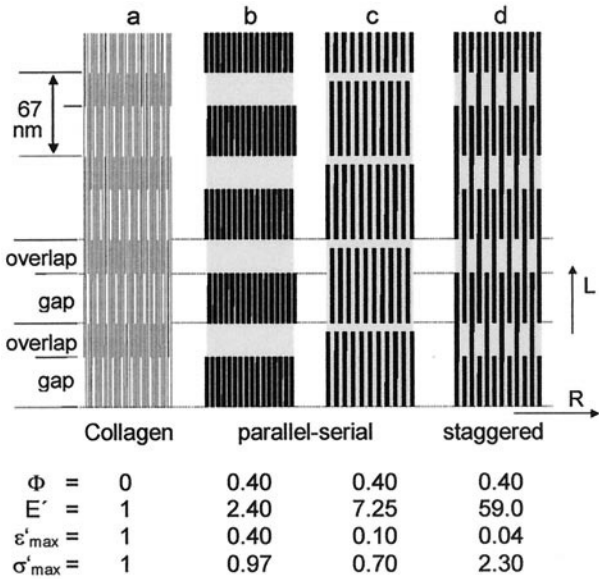 a b c d
67
nm
overlap
gap
overlap
gap
L
R
Collagen parallel-serial staggered
Φ = 0 0.40 0.40 0.40
E´ = 1 2.40 7.25 59.0
ε‘max = 1 0.40 0.10 0.04
σ‘max = 1 0.97 0.70 2.30